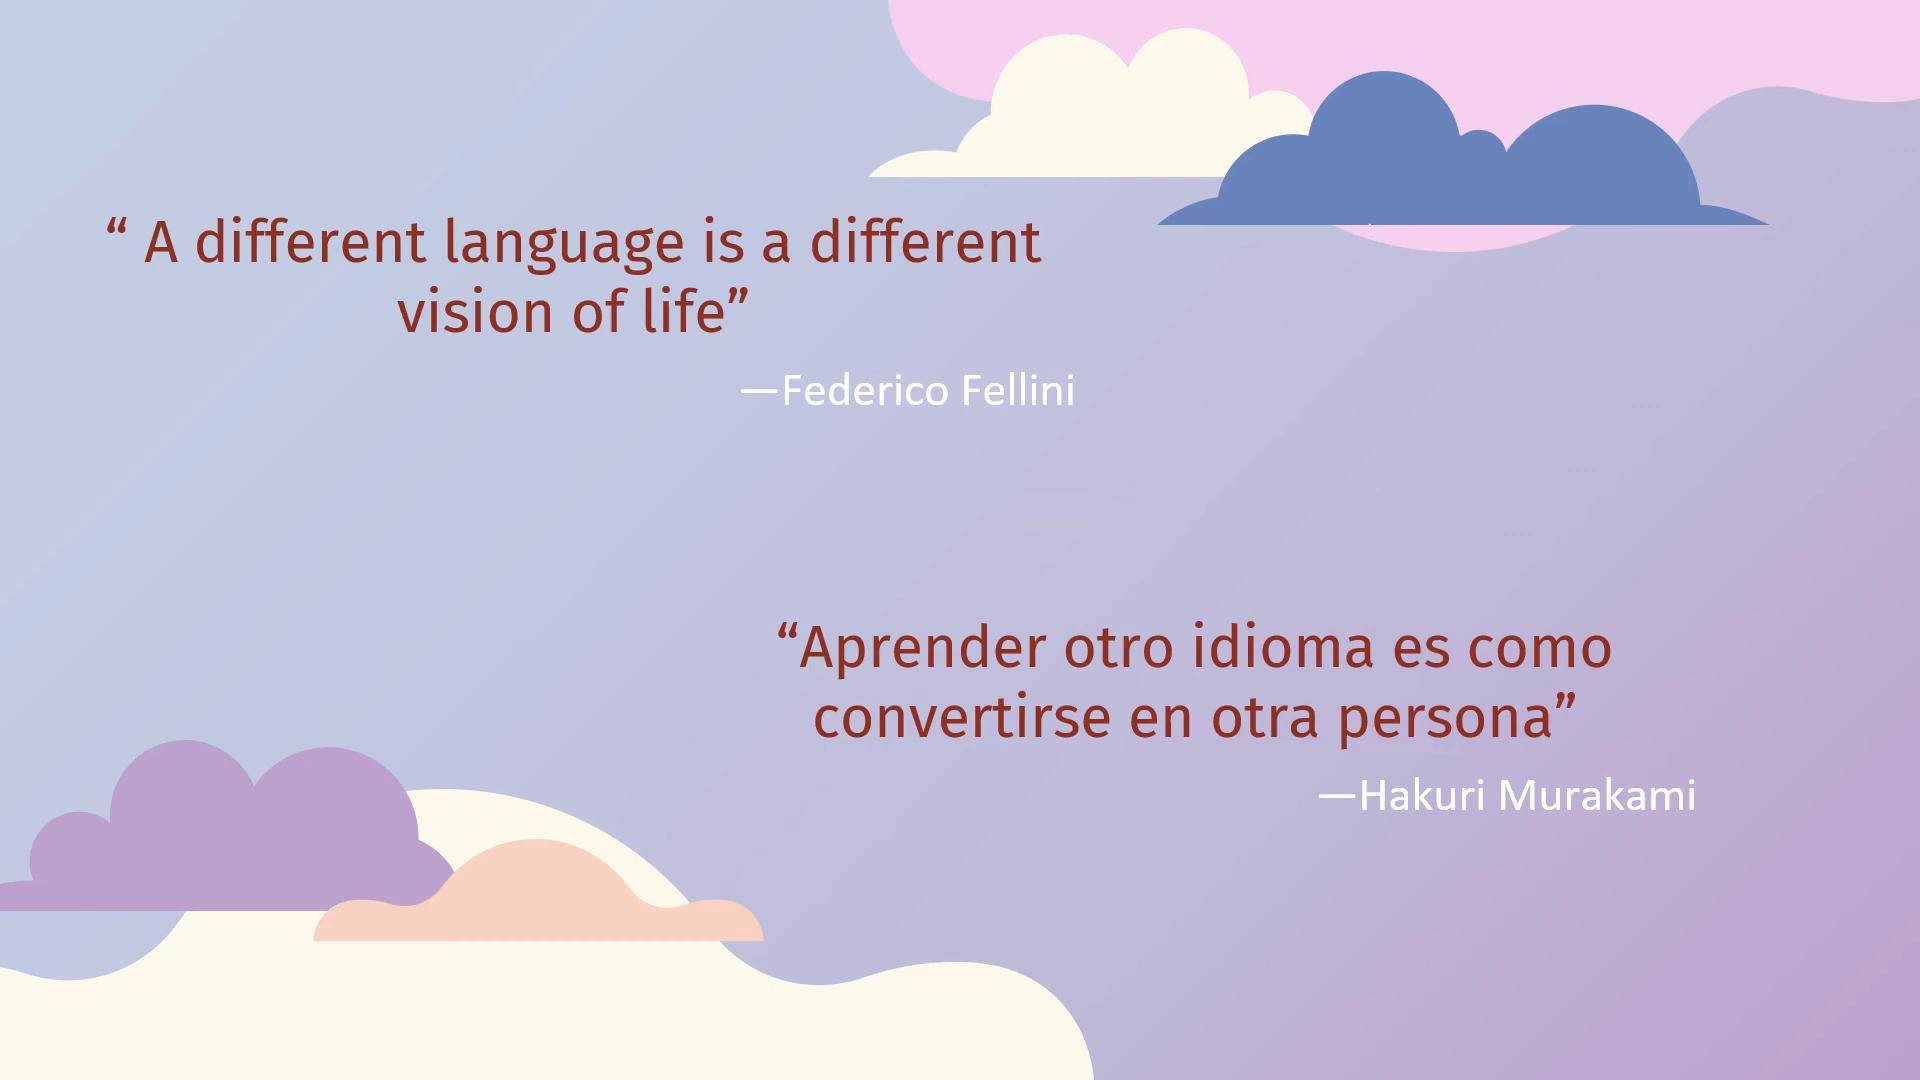 “ A different language is a different
vision of life”
—Federico Fellini
“Aprender otro idioma es como
convertirse en otra persona”
—Hakuri Murakami